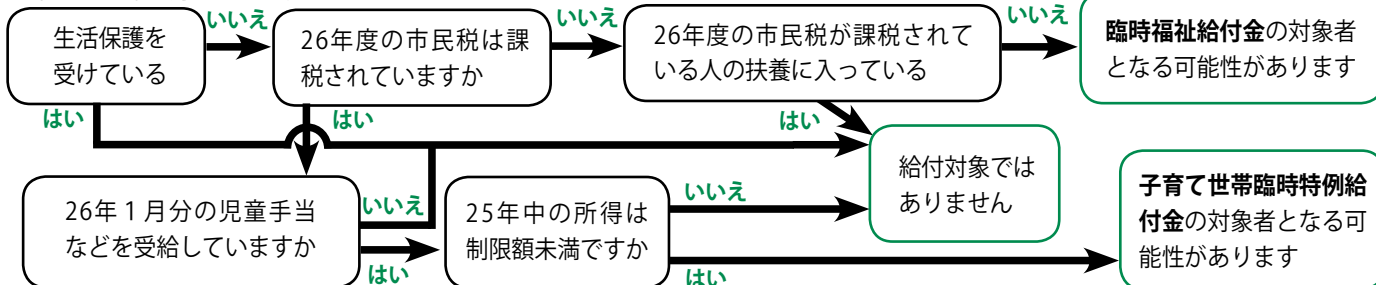 生活保護を
受けている
いいえ
はい
26年度の市民税は課
税されていますか
いいえ
はい
26年度の市民税が課税されて
いる人の扶養に入っている
いいえ
はい
臨時福祉給付金の対象者
となる可能性があります
26年１月分の児童手当
などを受給していますか
いいえ
はい
25年中の所得は
制限額未満ですか
いいえ
はい
給付対象では
ありません
子育て世帯臨時特例給
付金の対象者となる可
能性があります